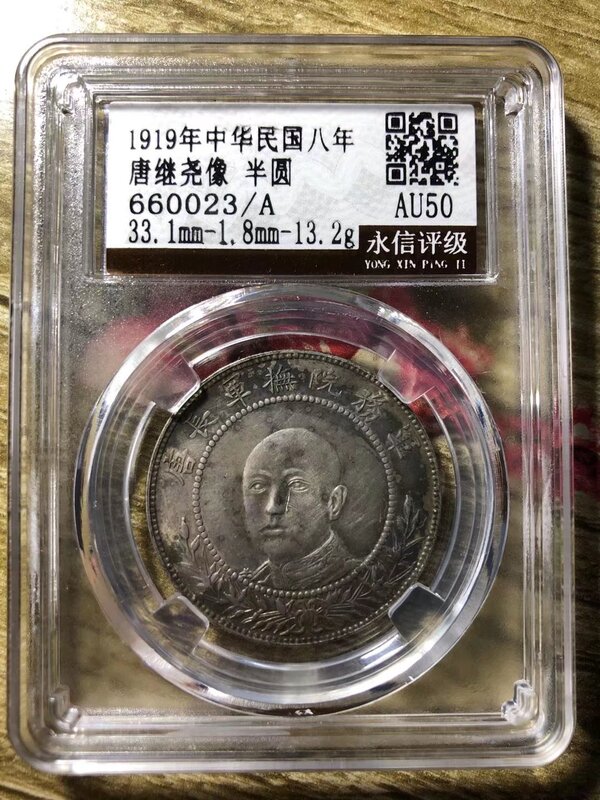 1919年中华民国八年
唐继尧像 半圆
660023/A
AU50
33.1mm-1.8mm-13.2g
永信评级
YONG XIN PING JI
軍務院撫軍長唐